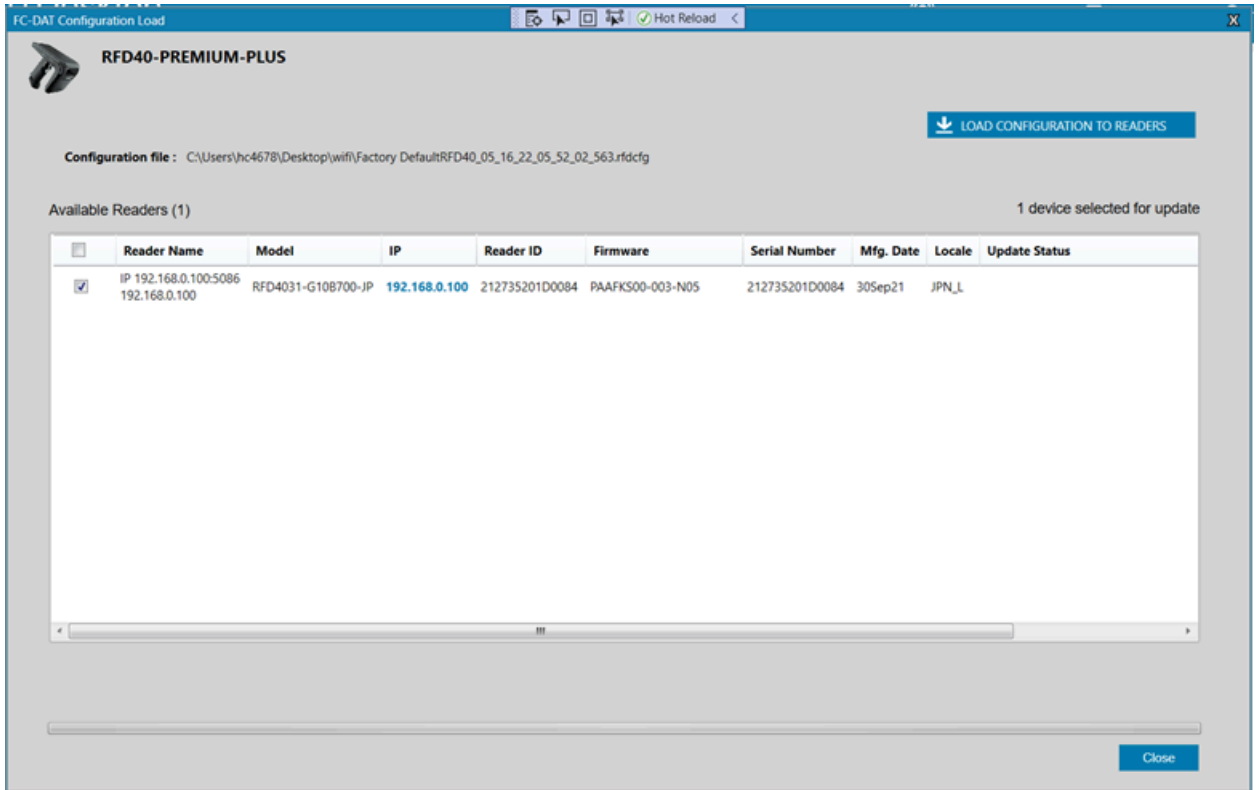 FC-DAT Configuration Load
Hot Reload
X
RFD40-PREMIUM-PLUS
LOAD CONFIGURATION TO READERS
Configuration file : C:\Users\hc4678\Desktop\wifi\Factory DefaultRFD40_05_16_22_05_52_02_563.rfdcfg
Available Readers (1) 1 device selected for update
Reader Name Model IP Reader ID Firmware Serial Number Mfg. Date Locale Update Status
IP 192.168.0.100:5086
192.168.0.100 RFD4031-G10B700-JP 192.168.0.100 212735201D0084 PAAFKS00-003-N05 212735201D0084 30Sep21 JPN_L
Close